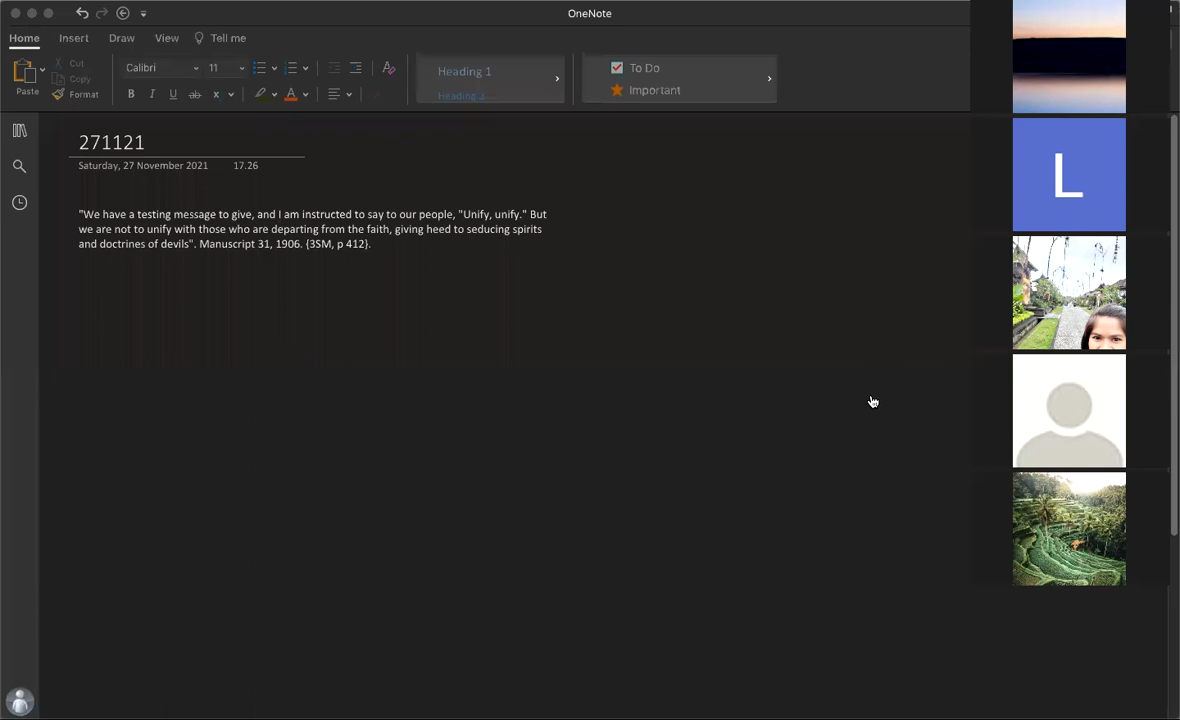 OneNote
Home Insert Draw View Tell me
Paste
Cut
Copy
Format
Calibri 11
B I U ab x A
Heading 1
Heading 2
To Do
Important
271121
Saturday, 27 November 2021 17.26
"We have a testing message to give, and I am instructed to say to our people, "Unify, unify." But
we are not to unify with those who are departing from the faith, giving heed to seducing spirits
and doctrines of devils". Manuscript 31, 1906. {3SM, p 412}.
L